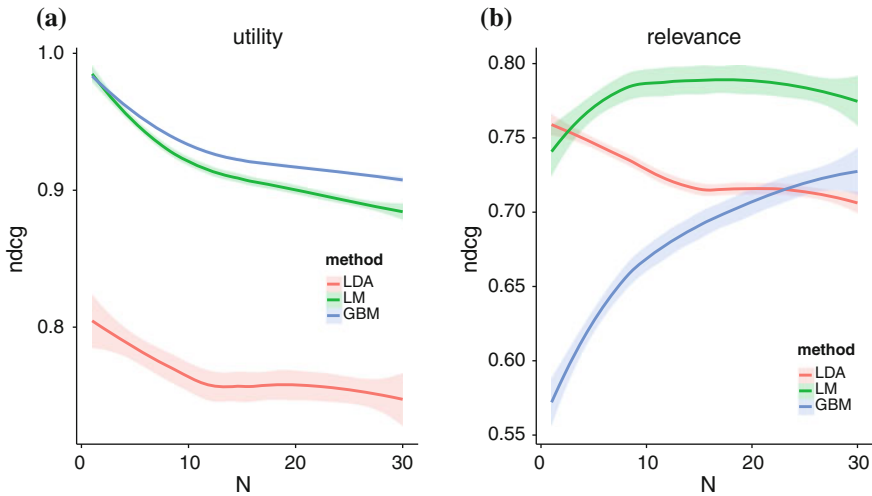 (a)
utility
1.0
0.9
0.8
ndcg
method
LDA
LM
GBM
0 10 20 30
N
(b)
relevance
0.80
0.75
0.70
0.65
0.60
0.55
ndcg
method
LDA
LM
GBM
0 10 20 30
N